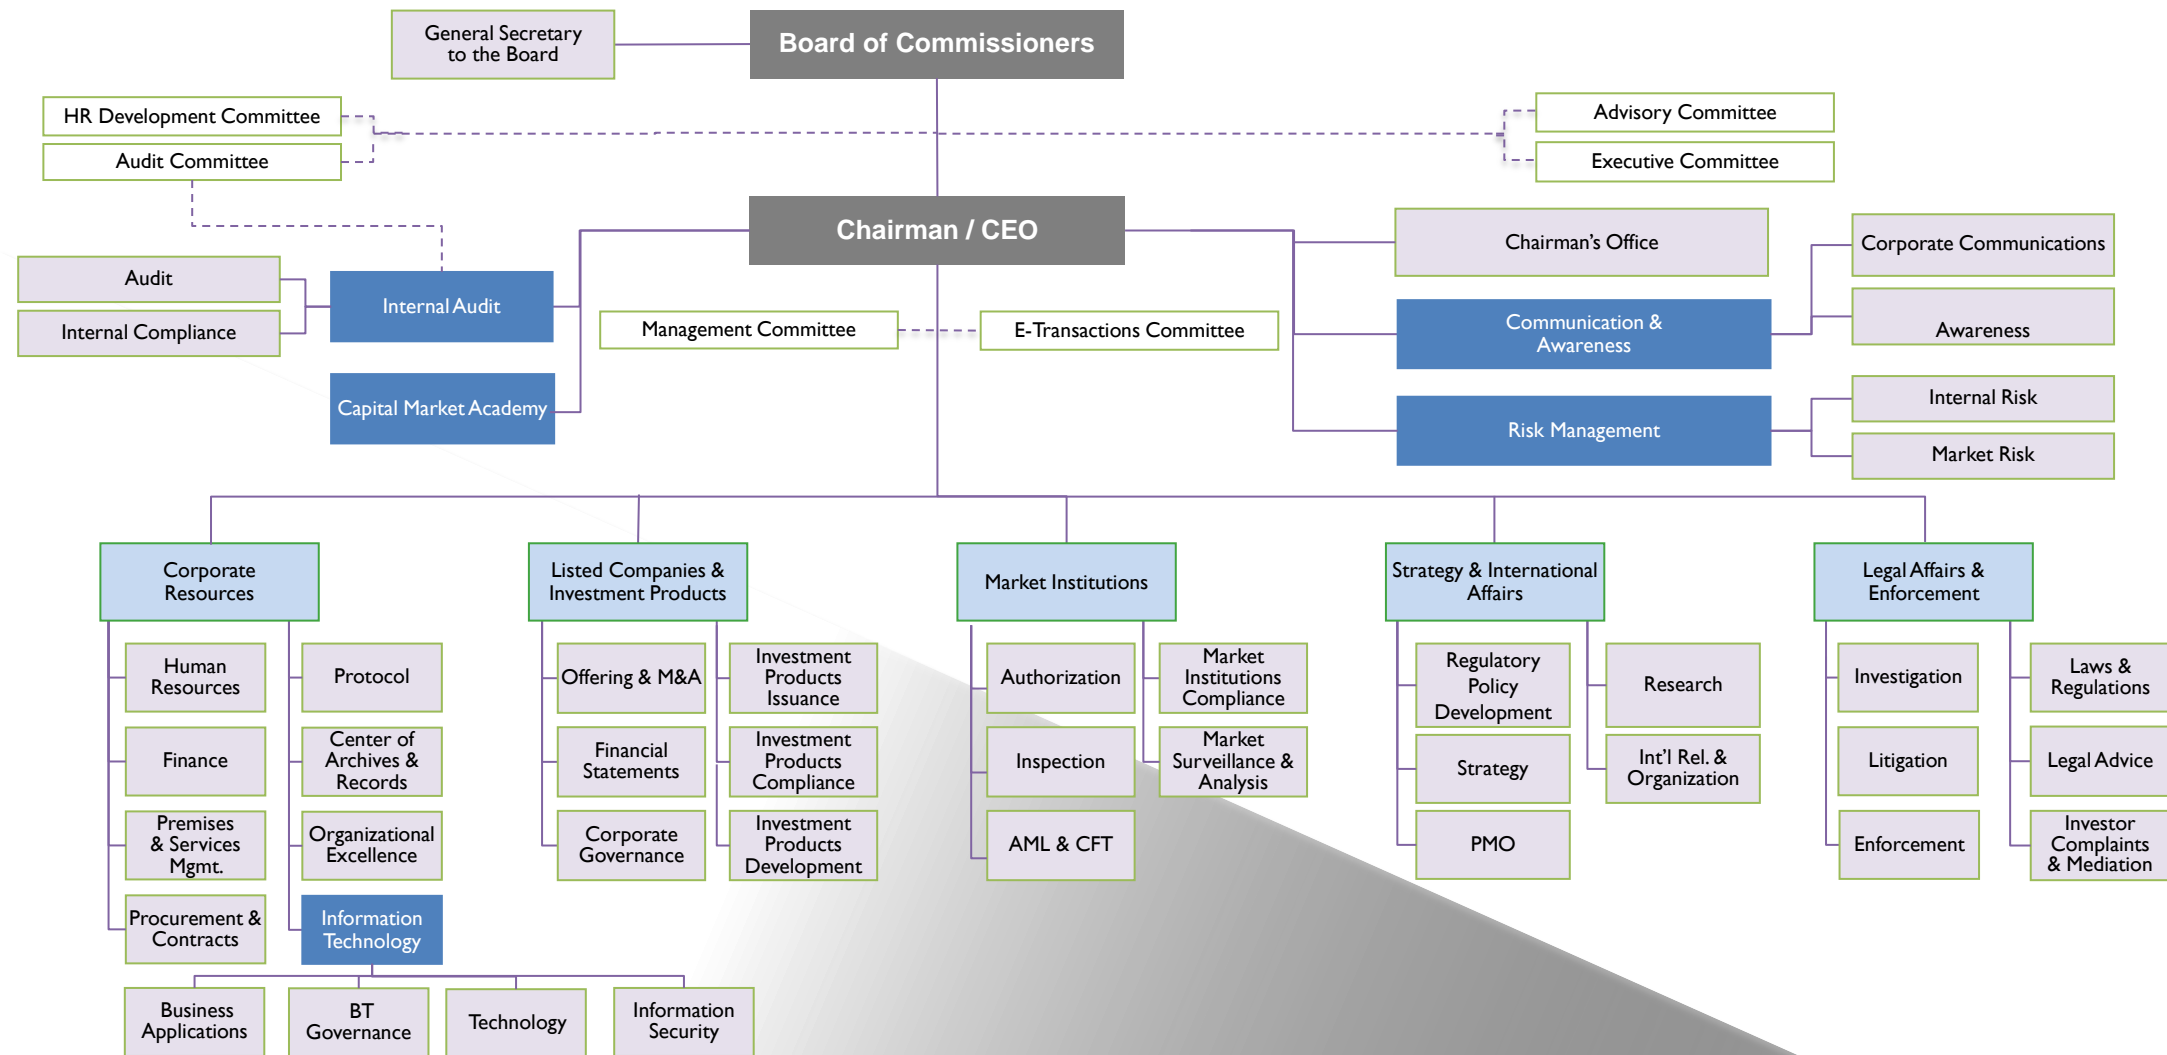 General Secretary
to the Board
Board of Commissioners
HR Development Committee
Audit Committee
Advisory Committee
Executive Committee
Chairman / CEO
Chairman's Office
Corporate Communications
Audit
Internal Compliance
Internal Audit
Management Committee
E-Transactions Committee
Communication &
Awareness
Awareness
Capital Market Academy
Risk Management
Internal Risk
Market Risk
Corporate
Resources
Listed Companies &
Investment Products
Market Institutions
Strategy & International
Affairs
Legal Affairs &
Enforcement
Human
Resources
Protocol
Finance
Center of
Archives &
Records
Premises
& Services
Mgmt.
Organizational
Excellence
Procurement &
Contracts
Information
Technology
Business
Applications
BT
Governance
Technology
Information
Security
Offering & M&A
Investment
Products
Issuance
Financial
Statements
Investment
Products
Compliance
Corporate
Governance
Investment
Products
Development
Authorization
Market
Institutions
Compliance
Inspection
Market
Surveillance &
Analysis
AML & CFT
Regulatory
Policy
Development
Research
Strategy
Int'l Rel. &
Organization
PMO
Investigation
Laws &
Regulations
Litigation
Legal Advice
Enforcement
Investor
Complaints
& Mediation